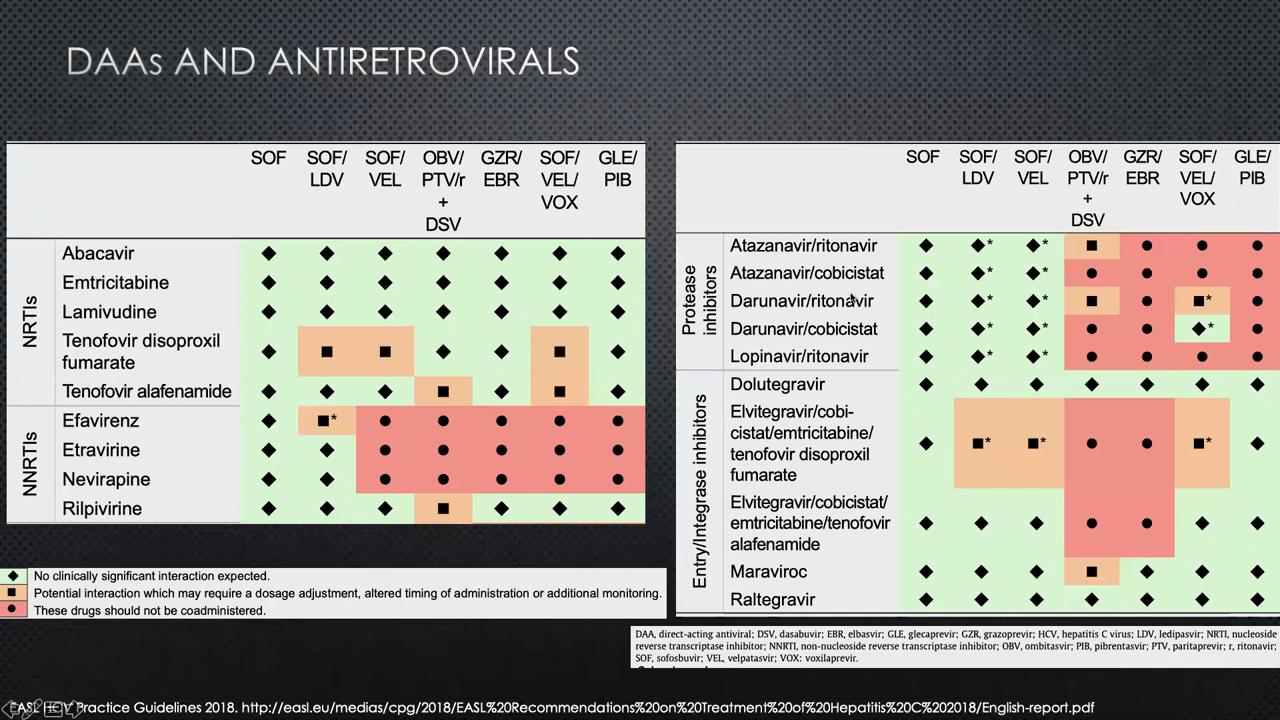 DAAs AND ANTIRETROVIRALS
SOF SOF/ SOF/ OBV/ GZR/ SOF/ GLE/
LDV VEL PTV/r EBR VEL/ PIB
+ VOX
DSV
NRTIs
Abacavir ◆ ◆ ◆ ◆ ◆ ◆ ◆
Emtricitabine ◆ ◆ ◆ ◆ ◆ ◆ ◆
Lamivudine ◆ ◆ ◆ ◆ ◆ ◆ ◆
Tenofovir disoproxil
fumarate ◆ ■ ■ ◆ ◆ ■ ◆
Tenofovir alafenamide ◆ ◆ ◆ ■ ◆ ■ ◆
NNRTIs
Efavirenz ◆ ■* ● ● ● ● ●
Etravirine ◆ ◆ ● ● ● ● ●
Nevirapine ◆ ◆ ● ● ● ● ●
Rilpivirine ◆ ◆ ◆ ■ ◆ ◆ ◆
◆ No clinically significant interaction expected.
■ Potential interaction which may require a dosage adjustment, altered timing of administration or additional monitoring.
● These drugs should not be coadministered.
SOF SOF/ SOF/ OBV/ GZR/ SOF/ GLE/
LDV VEL PTV/r EBR VEL/ PIB
+ VOX
DSV
Protease
inhibitors
Atazanavir/ritonavir ◆ ◆* ◆* ■ ● ● ●
Atazanavir/cobicistat ◆ ◆* ◆* ● ● ● ●
Darunavir/ritonavir ◆ ◆* ◆* ■ ● ■* ●
Darunavir/cobicistat ◆ ◆* ◆* ● ● ◆* ●
Lopinavir/ritonavir ◆ ◆* ◆* ● ● ● ●
Entry/Integrase inhibitors
Dolutegravir ◆ ◆ ◆ ◆ ◆ ◆ ◆
Elvitegravir/cobi-
cistat/emtricitabine/
tenofovir disoproxil
fumarate ◆ ■* ■* ● ● ■* ◆
Elvitegravir/cobicistat/
emtricitabine/tenofovir
alafenamide ◆ ◆ ◆ ● ● ◆ ◆
Maraviroc ◆ ◆ ◆ ■ ◆ ◆ ◆
Raltegravir ◆ ◆ ◆ ◆ ◆ ◆ ◆
DAA, direct-acting antiviral; DSV, dasabuvir; EBR, elbasvir; GLE, glecaprevir; GZR, grazoprevir; HCV, hepatitis C virus; LDV, ledipasvir; NRTI, nucleoside
reverse transcriptase inhibitor; NNRTI, non-nucleoside reverse transcriptase inhibitor; OBV, ombitasvir; PIB, pibrentasvir; PTV, paritaprevir; r, ritonavir;
SOF, sofosbuvir; VEL, velpatasvir; VOX: voxilaprevir.
EASL HCV Practice Guidelines 2018. http://easl.eu/medias/cpg/2018/EASL%20Recommendations%20on%20Treatment%20of%20Hepatitis%20C%202018/English-report.pdf